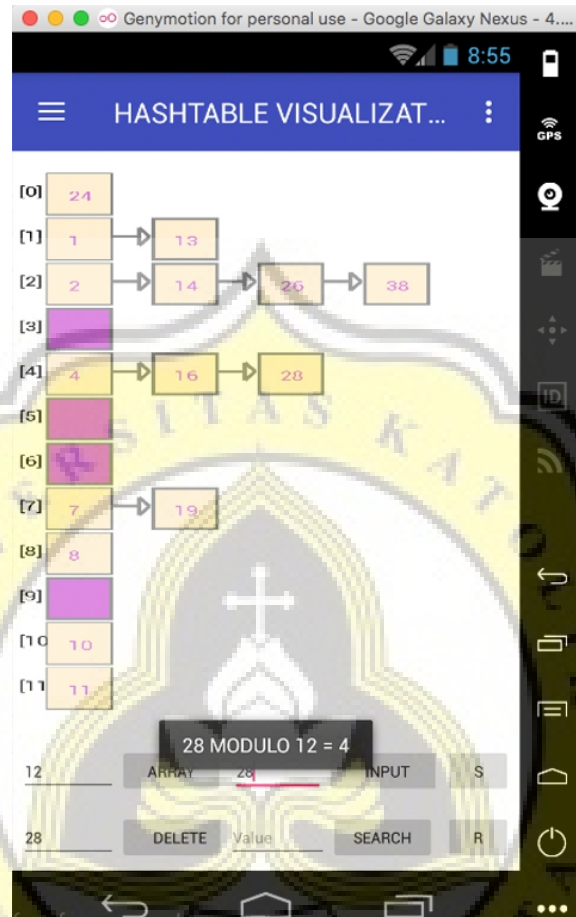 Genymotion for personal use - Google Galaxy Nexus - 4....
8:55
GPS
HASHTABLE VISUALIZAT...
[0] 24
[1] 1 13
[2] 2 14 26 38
[3]
[4] 4 16 28
[5]
[6]
[7] 7 19
[8] 8
[9]
[10 10
[11 11
ID
28 MODULO 12 = 4
12 ARRAY 28 INPUT S
28 DELETE Value SEARCH R